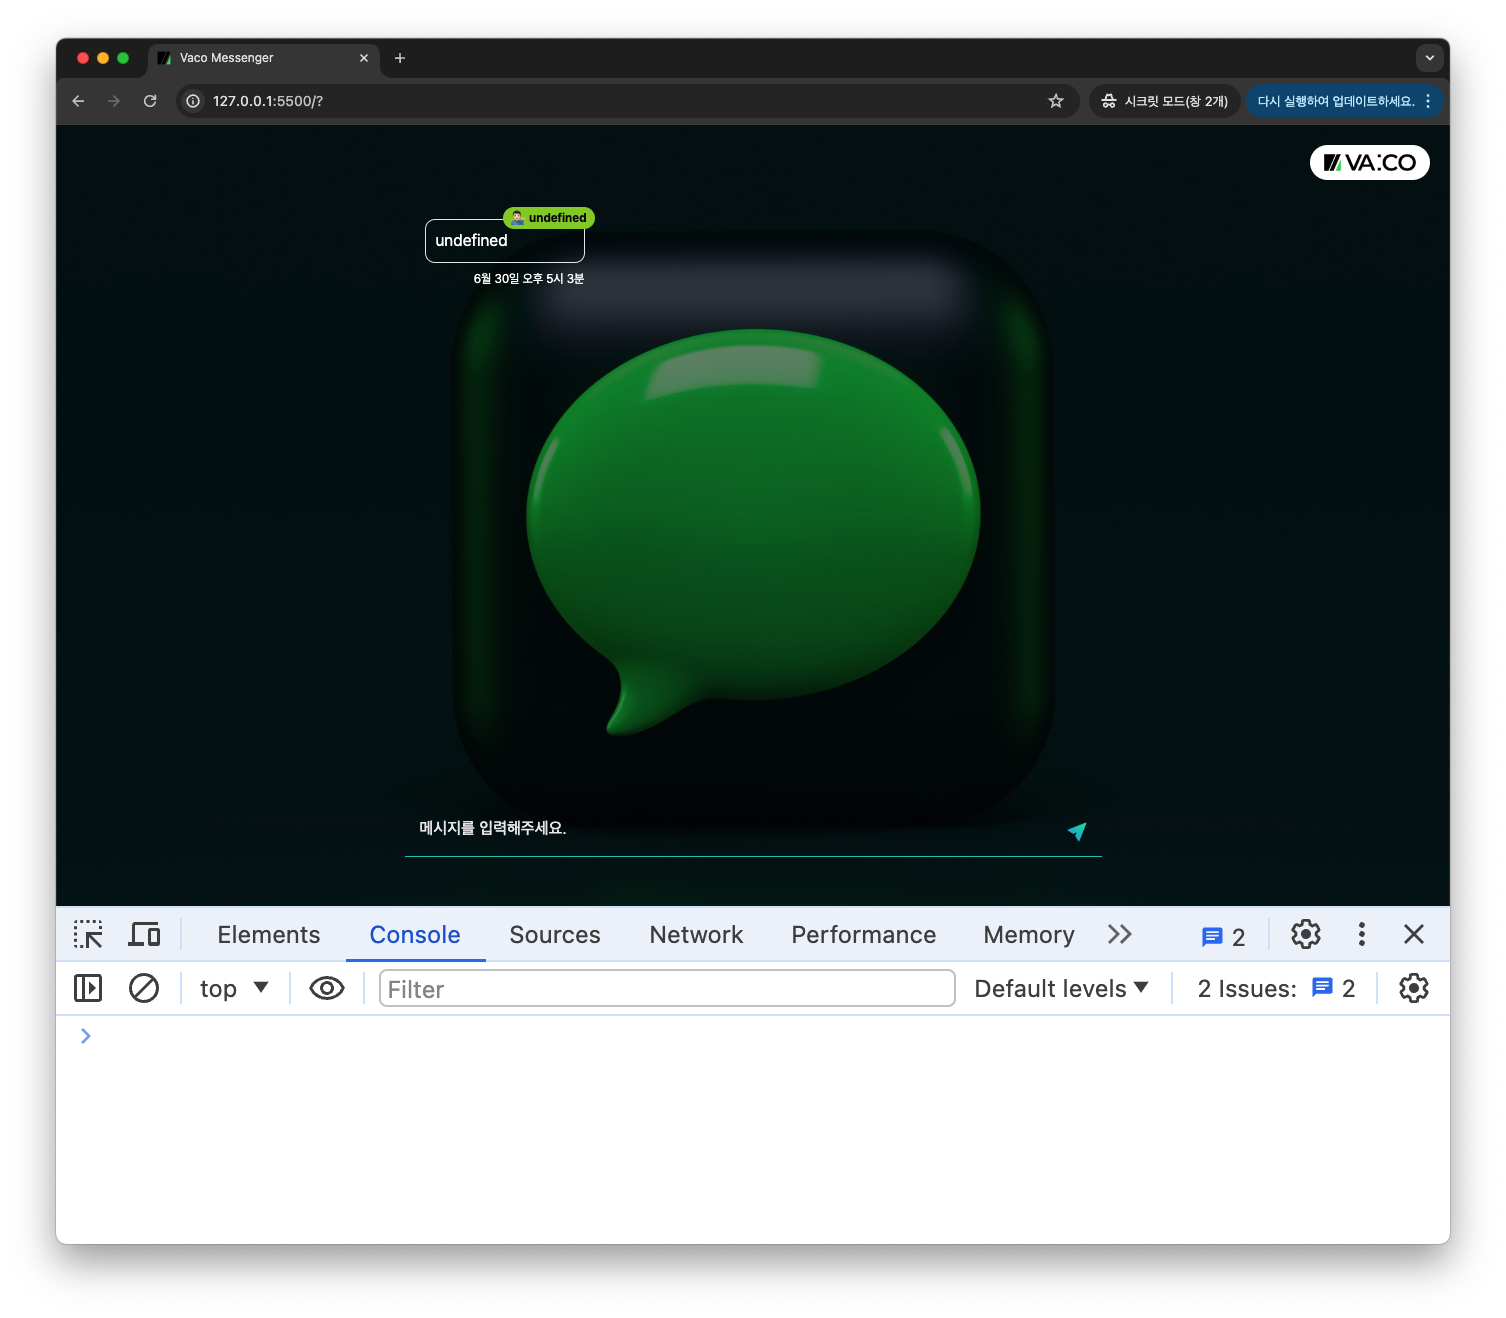 Vaco Messenger
127.0.0.1:5500/?
시크릿 모드(창 2개)
다시 실행하여 업데이트하세요.
VA:CO
undefined
undefined
6월 30일 오후 5시 3분
메시지를 입력해주세요.
Elements Console Sources Network Performance Memory 2
top Filter Default levels 2 Issues: 2